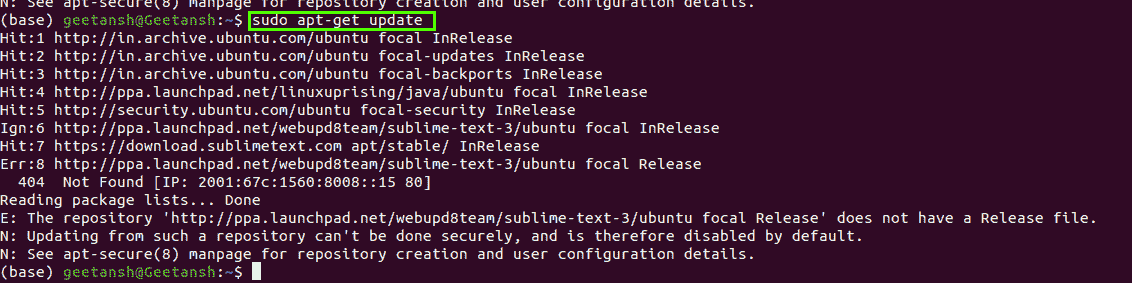 N: See apt-secure(8) manpage for repository creation and user configuration details.
(base) geetansh@Geetansh:~$ sudo apt-get update
Hit:1 http://in.archive.ubuntu.com/ubuntu focal InRelease
Hit:2 http://in.archive.ubuntu.com/ubuntu focal-updates InRelease
Hit:3 http://in.archive.ubuntu.com/ubuntu focal-backports InRelease
Hit:4 http://ppa.launchpad.net/linuxuprising/java/ubuntu focal InRelease
Hit:5 http://security.ubuntu.com/ubuntu focal-security InRelease
Ign:6 http://ppa.launchpad.net/webupd8team/sublime-text-3/ubuntu focal InRelease
Hit:7 https://download.sublimetext.com apt/stable/ InRelease
Err:8 http://ppa.launchpad.net/webupd8team/sublime-text-3/ubuntu focal Release
  404  Not Found [IP: 2001:67c:1560:8008::15 80]
Reading package lists... Done
E: The repository 'http://ppa.launchpad.net/webupd8team/sublime-text-3/ubuntu focal Release' does not have a Release file.
N: Updating from such a repository can't be done securely, and is therefore disabled by default.
N: See apt-secure(8) manpage for repository creation and user configuration details.
(base) geetansh@Geetansh:~$